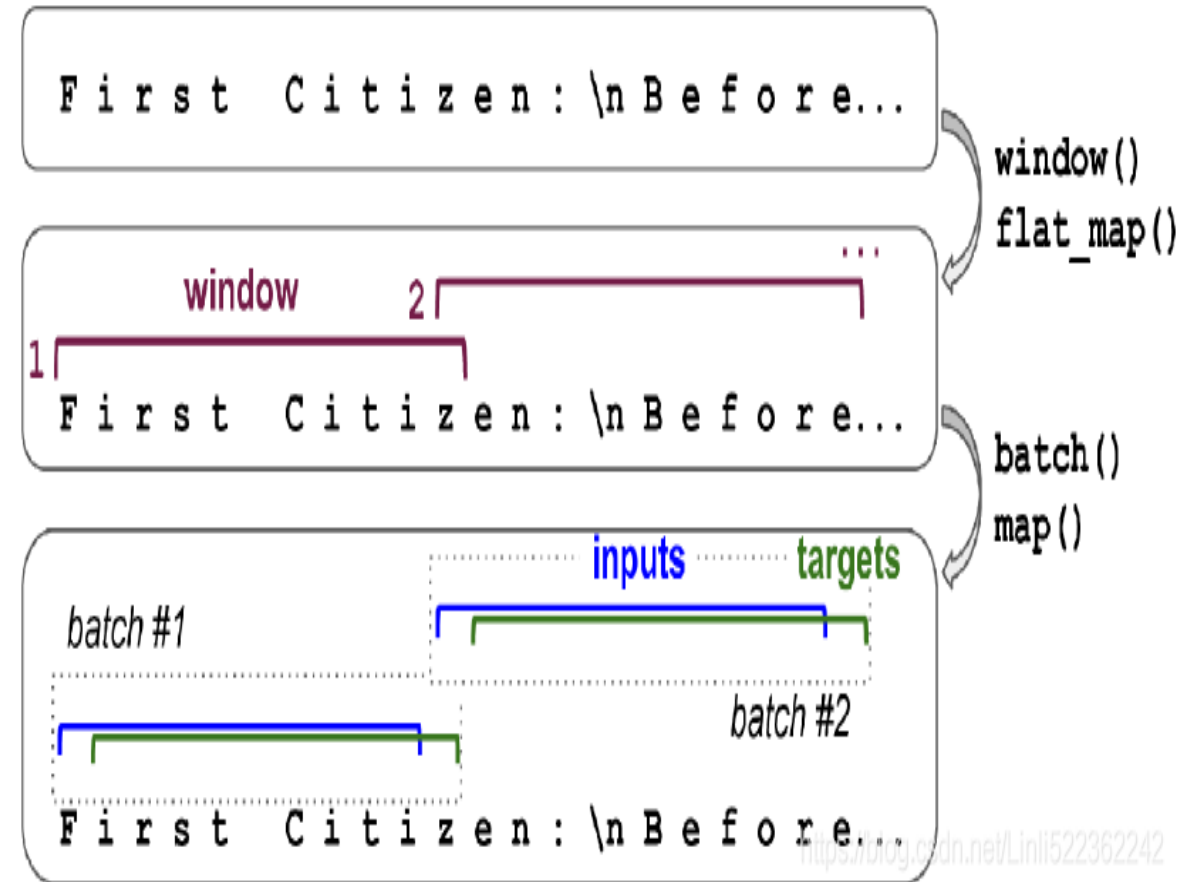 First Citizen:\nBefore...
window()
flat_map()
...
window
2
1
First Citizen:\nBefore...
batch()
map()
inputs targets
batch #1
batch #2
First Citizen:\nBefore...
https://blog.csdn.net/Linli522362242